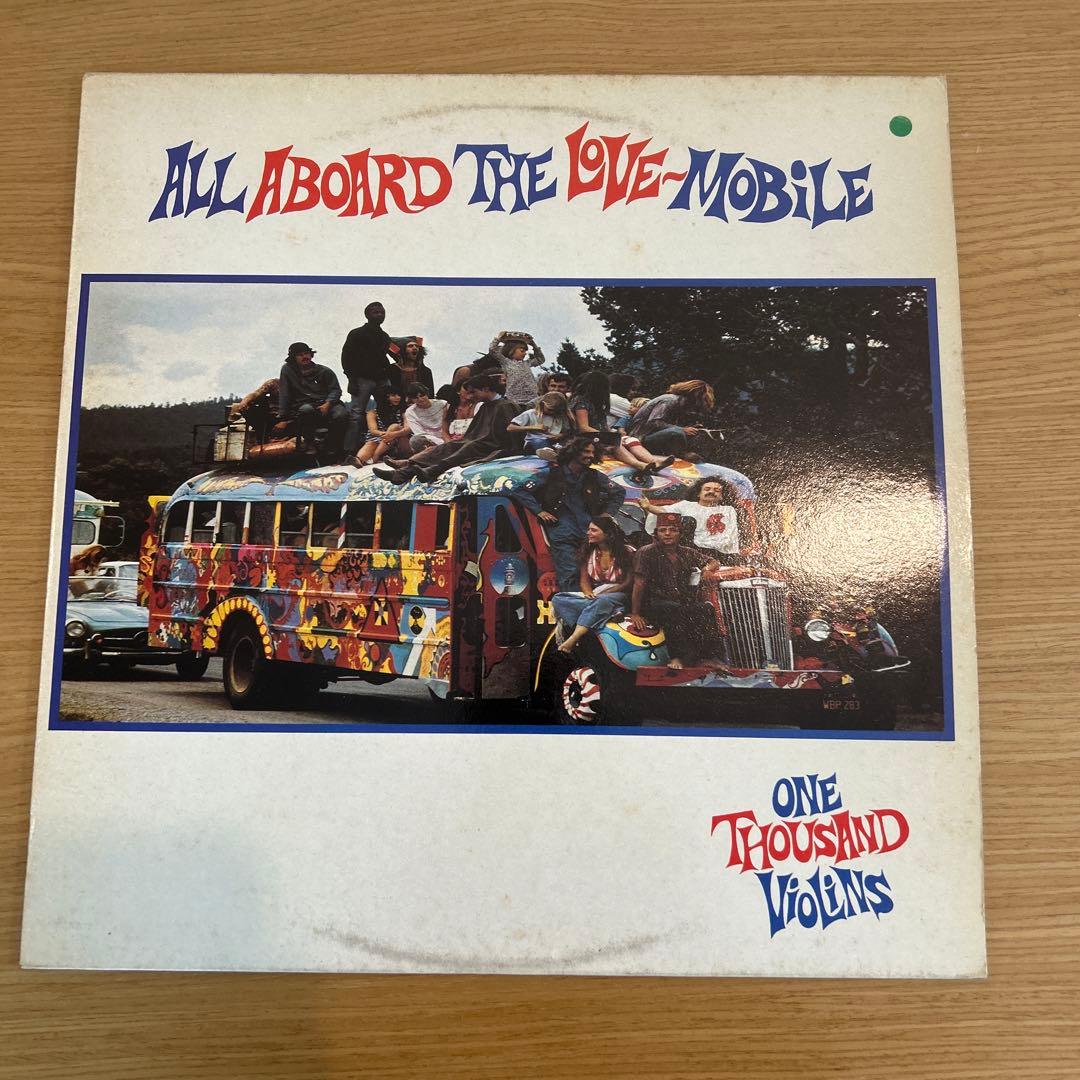 ALL ABOARD THE LOVE~MOBiLE
WBP 283
ONE
THOUSAND
ViOLiNS